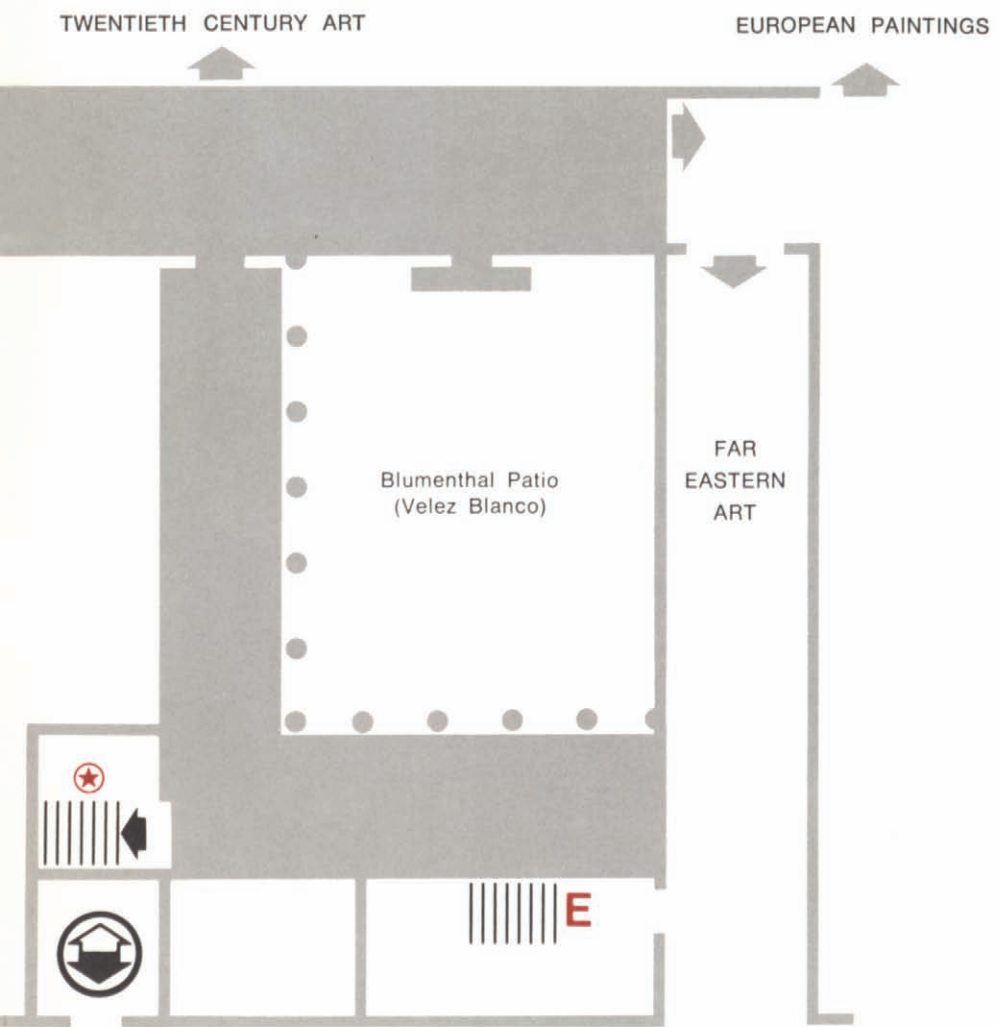 TWENTIETH CENTURY ART
EUROPEAN PAINTINGS
Blumenthal Patio
(Velez Blanco)
FAR
EASTERN
ART
E